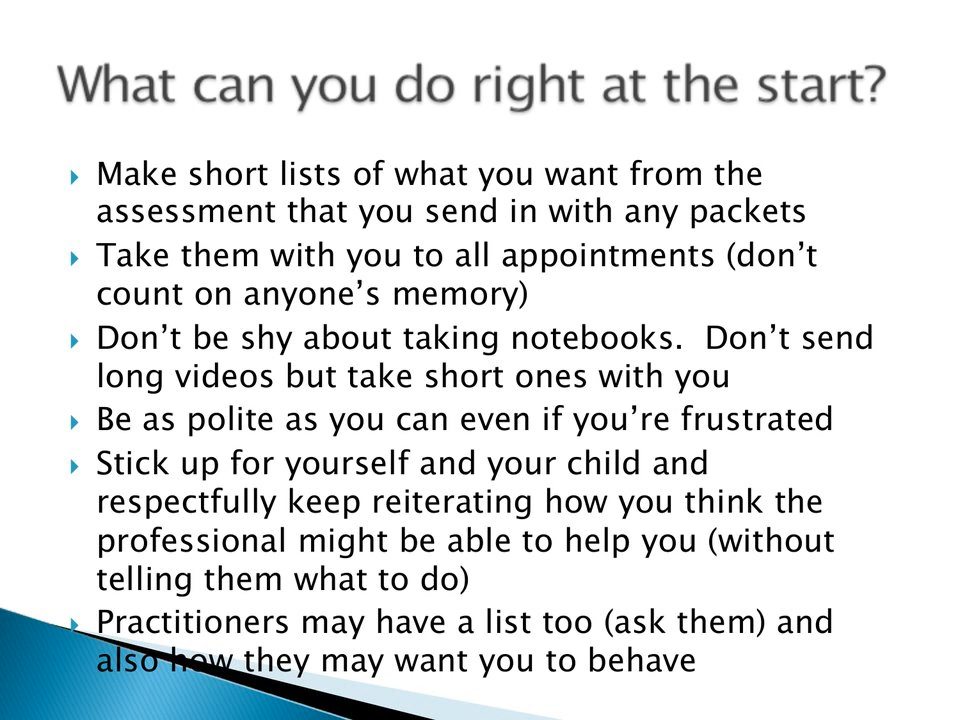 What can you do right at the start?
Make short lists of what you want from the
assessment that you send in with any packets
Take them with you to all appointments (don’t
count on anyone’s memory)
Don’t be shy about taking notebooks.  Don’t send
long videos but take short ones with you
Be as polite as you can even if you’re frustrated
Stick up for yourself and your child and
respectfully keep reiterating how you think the
professional might be able to help you (without
telling them what to do)
Practitioners may have a list too (ask them) and
also how they may want you to behave